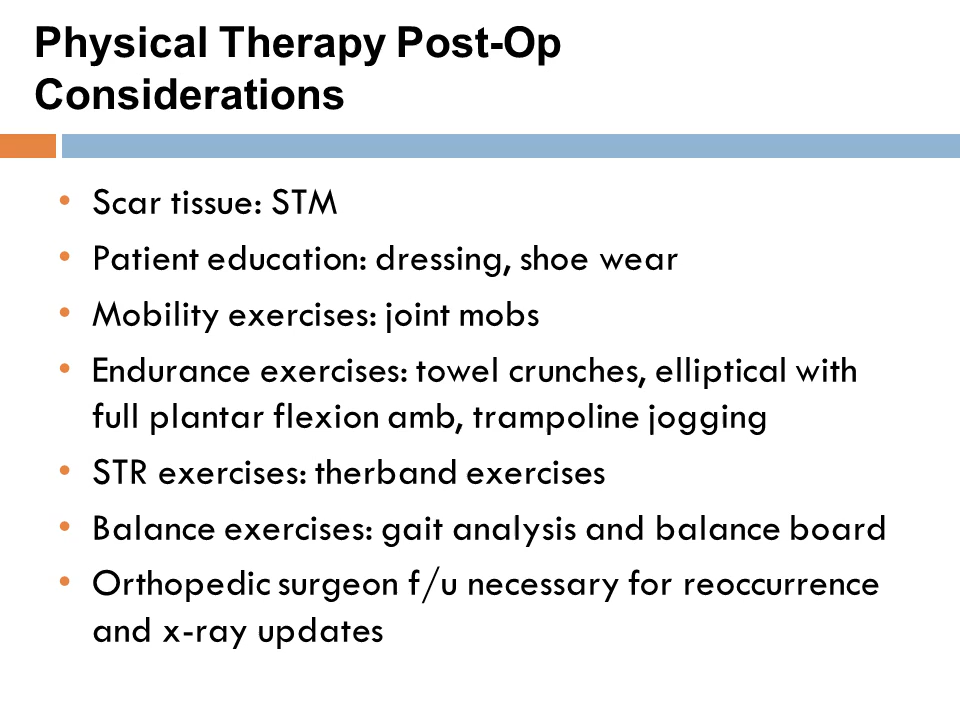 Physical Therapy Post-Op
Considerations
• Scar tissue: STM
• Patient education: dressing, shoe wear
• Mobility exercises: joint mobs
• Endurance exercises: towel crunches, elliptical with
full plantar flexion amb, trampoline jogging
• STR exercises: therband exercises
• Balance exercises: gait analysis and balance board
• Orthopedic surgeon f/u necessary for reoccurrence
and x-ray updates